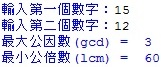 輸入第一個數字：15
輸入第二個數字：12
最大公因數(gcd) =  3
最小公倍數(lcm) =  60